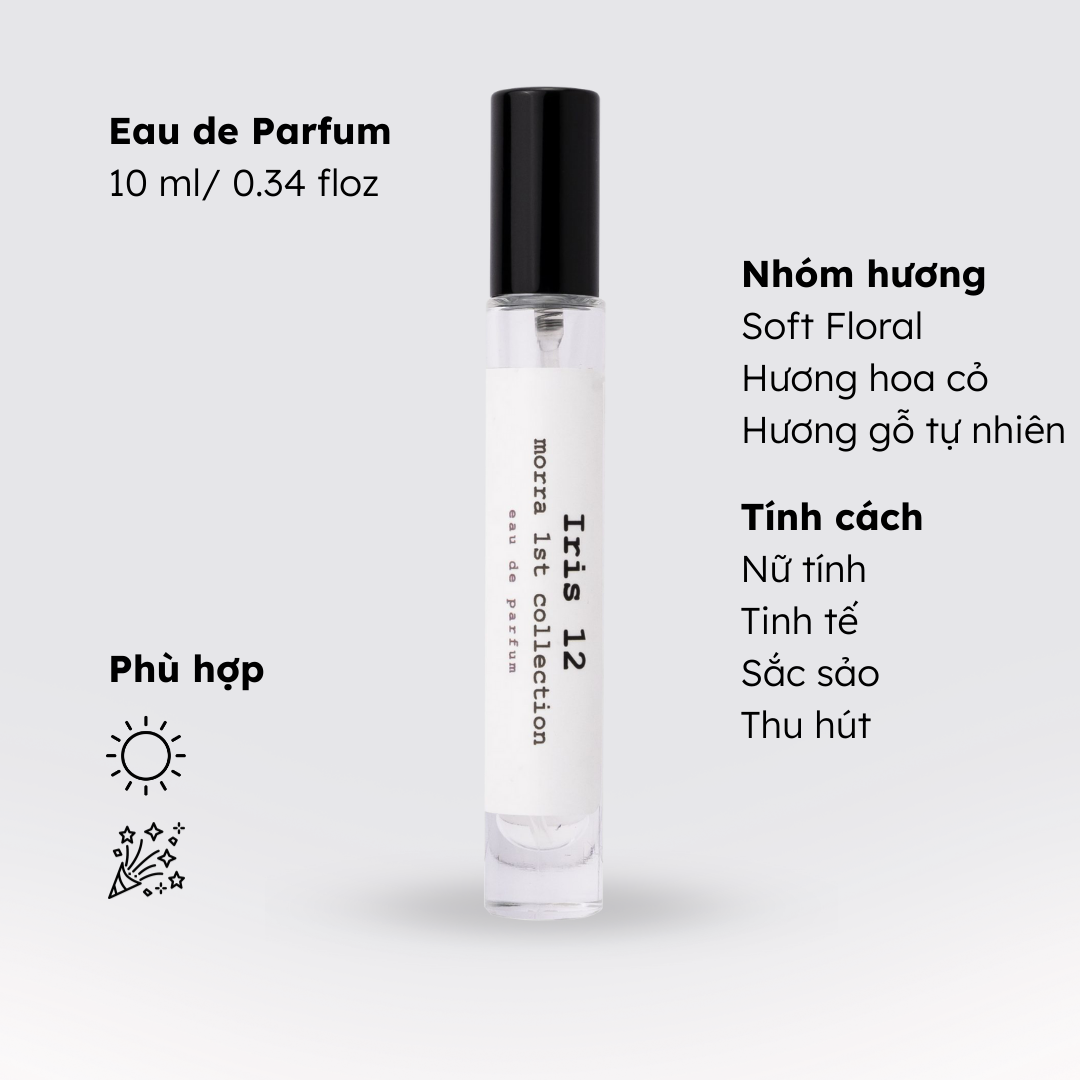 Eau de Parfum
10 ml/ 0.34 floz
Nhóm hương
Soft Floral
Hương hoa cỏ
Hương gỗ tự nhiên
Tính cách
Nữ tính
Tinh tế
Sắc sảo
Thu hút
Phù hợp
Iris 12
morra 1st collection
eau de parfum